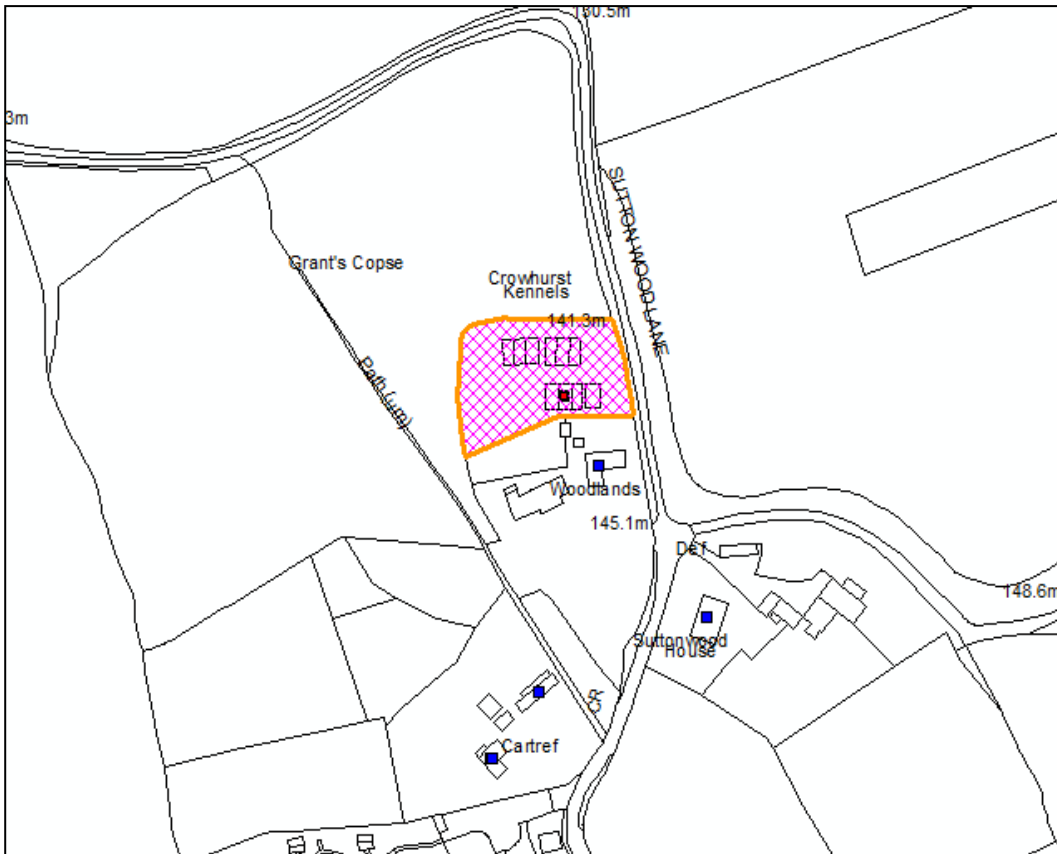 130.5m
3m
SUTTON WOOD LANE
Grant's Copse
Crowhurst
Kennels
141.3m
Path (um)
Woodlands
145.1m
Def
148.6m
Suttonwood
House
CR
Cartref